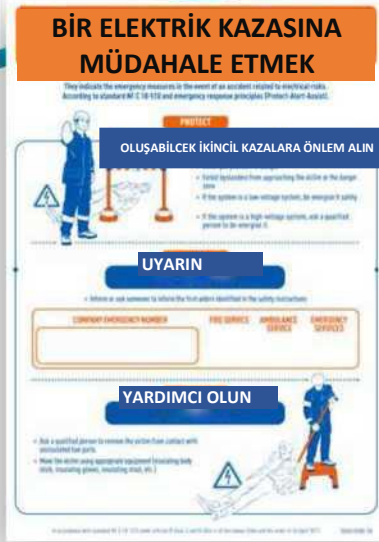 BİR ELEKTRİK KAZASINA
MÜDAHALE ETMEK
They indicate the emergency measures in the event of an accident related to electrical risks.
According to standard NF C 18-510 and emergency response principles (Protect-Alert-Assist).
PROTECT
OLUŞABİLCEK İKİNCİL KAZALARA ÖNLEM ALIN
• Forbid bystanders from approaching the victim or the danger
zone
• If the system is a low-voltage system, de-energize it safely
• If the system is a high-voltage system, ask a qualified
person to de-energize it.
UYARIN
• Inform or ask someone to inform the first aiders identified in the safety instructions
COMPANY EMERGENCY NUMBER
FIRE SERVICE
AMBULANCE
SERVICE
EMERGENCY
SERVICES
YARDIMCI OLUN
• Ask a qualified person to remove the victim from contact with
uninsulated live parts.
• Move the victim using appropriate equipment (insulating body
stick, insulating gloves, insulating stool, etc.)